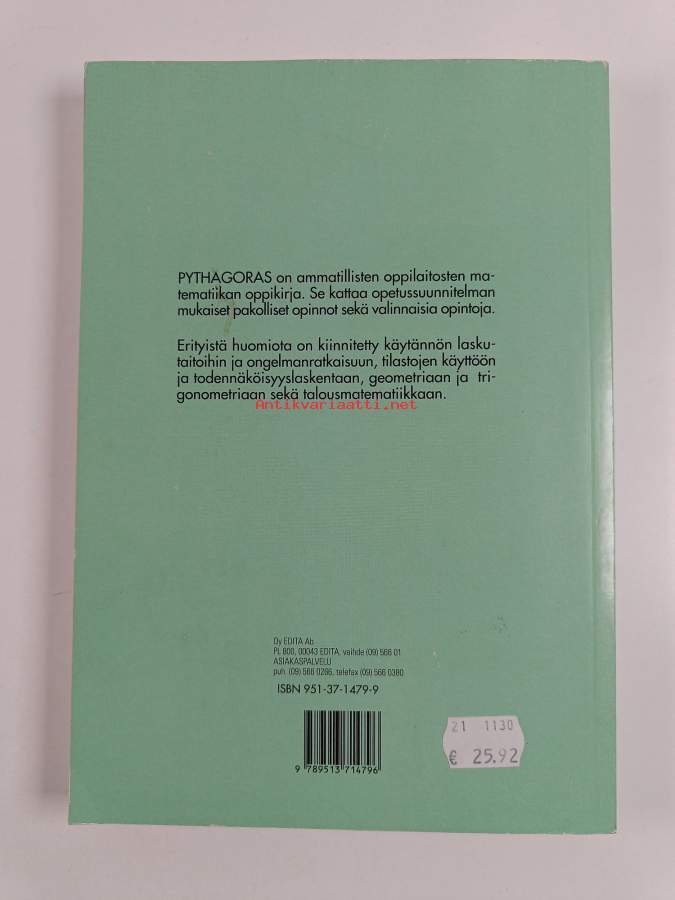 PYTHAGORAS on ammatillisten oppilaitosten ma-
tematiikan oppikirja. Se kattaa opetussuunnitelman
mukaiset pakolliset opinnot sekä valinnaisia opintoja.
Erityistä huomiota on kiinnitetty käytännön lasku-
taitoihin ja ongelmanratkaisuun, tilastojen käyttöön
ja todennäköisyyslaskentaan, geometriaan ja tri-
gonometriaan sekä talousmatematiikkaan.
Antikvariaatti.net
Oy EDITA Ab
PL 800, 00043 EDITA, vaihde (09) 566 01
ASIAKASPALVELU
puh. (09) 566 0266, telefax (09) 566 0380
ISBN 951-37-1479-9
9 789513 714796
21 1130
€ 25.92